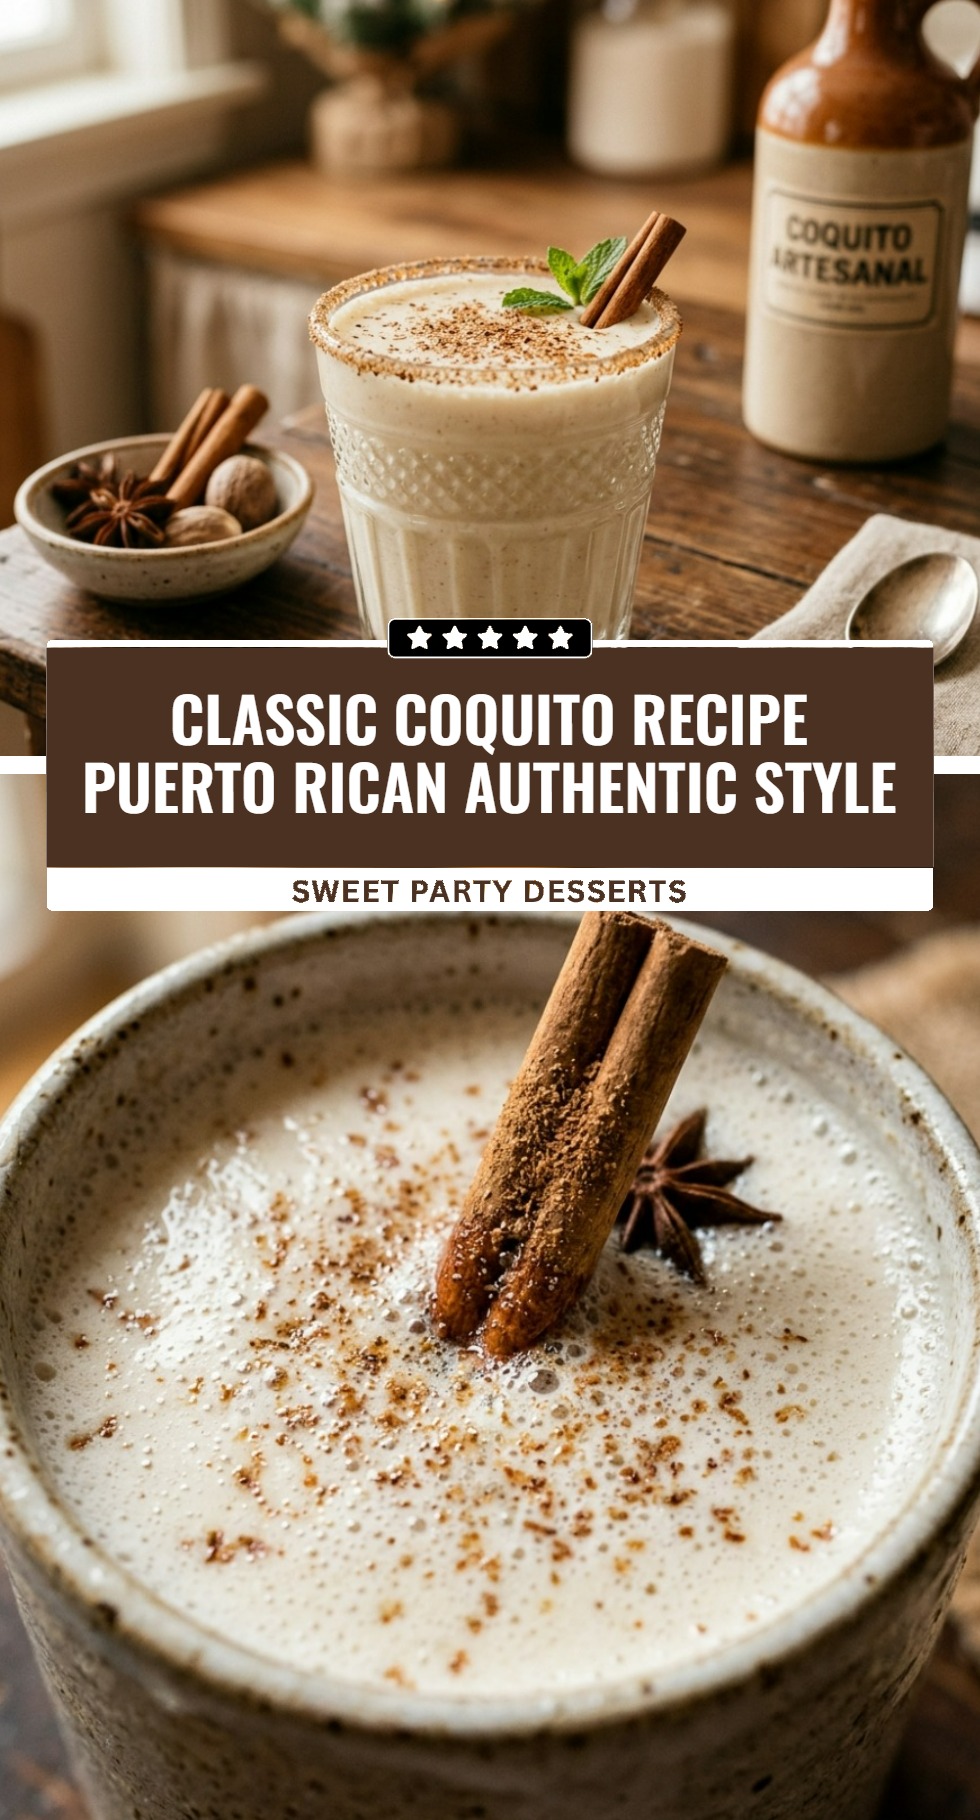 COQUITO
ARTESANAL
CLASSIC COQUITO RECIPE
PUERTO RICAN AUTHENTIC STYLE
SWEET PARTY DESSERTS